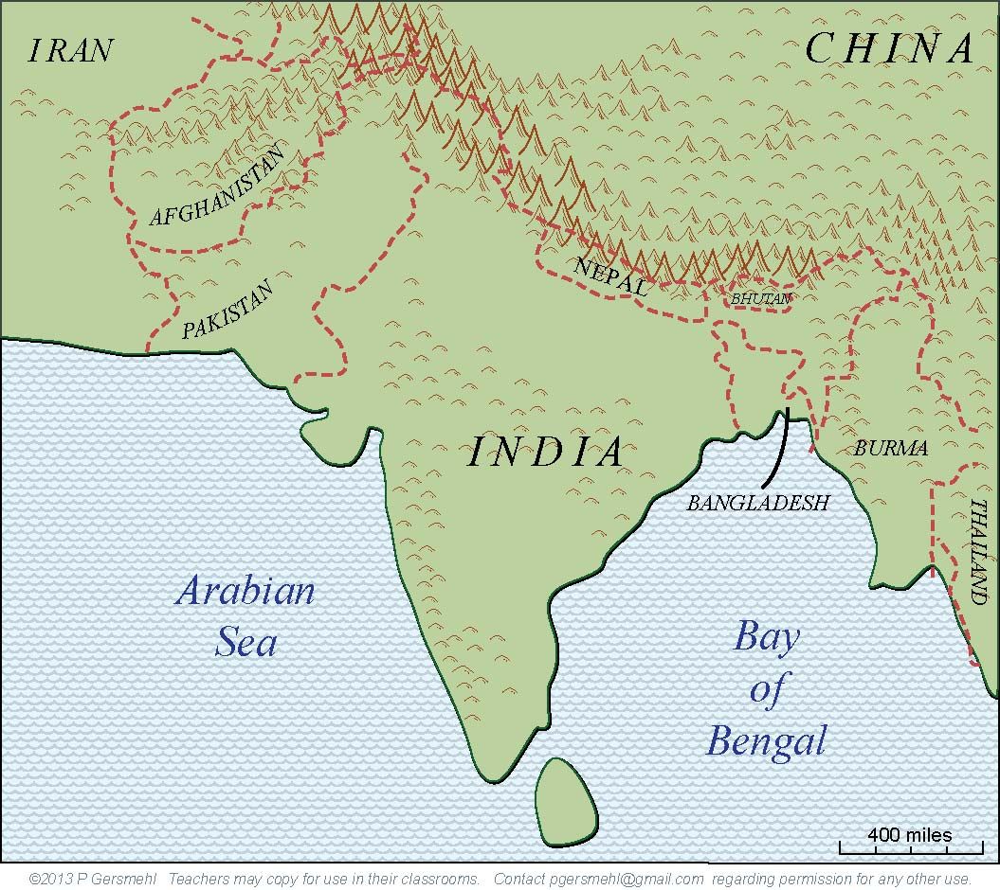 IRAN
CHINA
AFGHANISTAN
NEPAL
BHUTAN
PAKISTAN
INDIA
BURMA
BANGLADESH
THAILAND
Arabian
Sea
Bay
of
Bengal
400 miles
©2013 P Gersmehl Teachers may copy for use in their classrooms. Contact pgersmehl@gmail.com regarding permission for any other use.